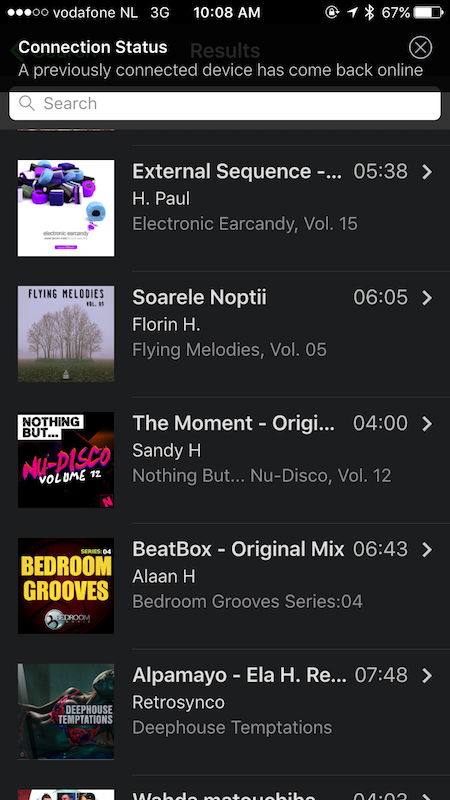 vodafone NL 3G 10:08 AM 67%
Connection Status
A previously connected device has come back online
Results
Search
External Sequence -... 05:38
H. Paul
Electronic Earcandy, Vol. 15
electronic earcandy
Soarele Noptii 06:05
Florin H.
Flying Melodies, Vol. 05
FLYING MELODIES
VOL. 05
The Moment - Origi... 04:00
Sandy H
Nothing But... Nu-Disco, Vol. 12
NOTHING
BUT...
NU-DISCO
VOLUME 12
BeatBox - Original Mix 06:43
Alaan H
Bedroom Grooves Series:04
SERIES: 04
BEDROOM
GROOVES
BEDROOM
Alpamayo - Ela H. Re... 07:48
Retrosynco
Deephouse Temptations
DEEPHOUSE
TEMPTATIONS
04:03